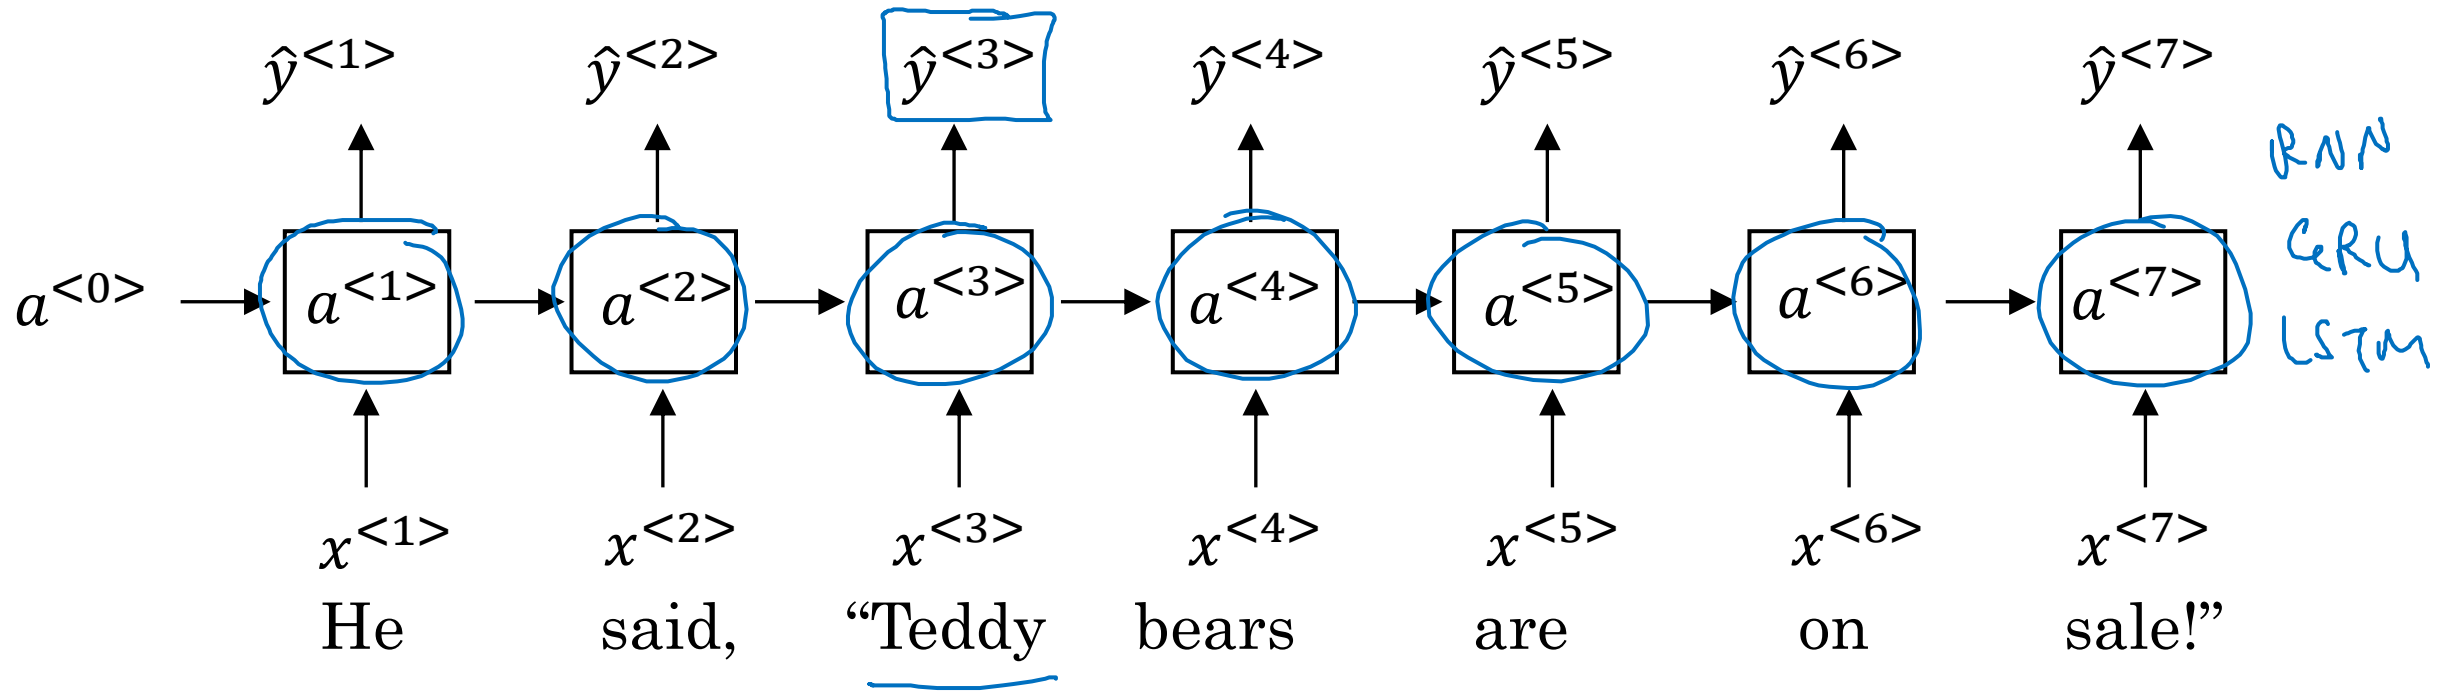 ŷ<1> ŷ<2> ŷ<3> ŷ<4> ŷ<5> ŷ<6> ŷ<7>
RNN
GRU
LSTM
a<0> a<1> a<2> a<3> a<4> a<5> a<6> a<7>
x<1> x<2> x<3> x<4> x<5> x<6> x<7>
He said, “Teddy bears are on sale!”